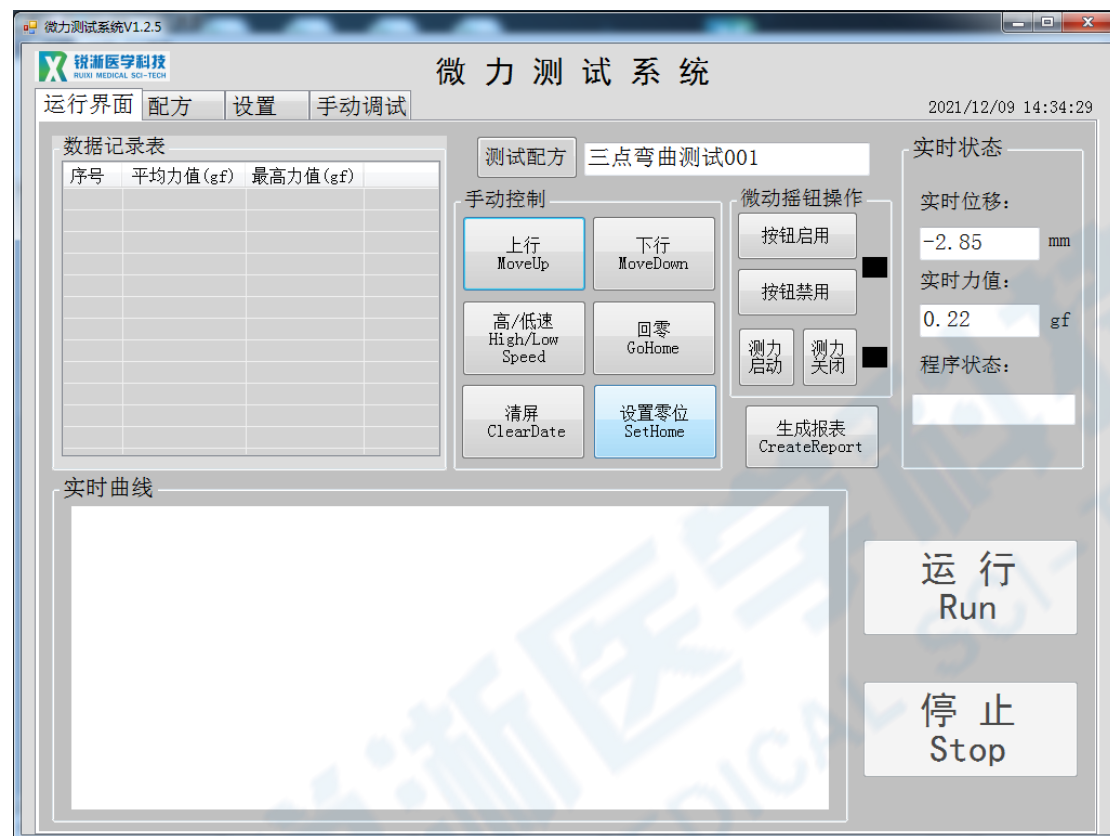 微力测试系统V1.2.5
锐浙医学科技
RUIXI MEDICAL SCI-TECH
微力测试系统
运行界面 配方 设置 手动调试
2021/12/09 14:34:29
数据记录表
序号 平均力值(gf) 最高力值(gf)
测试配方 三点弯曲测试001
手动控制
上行
MoveUp
下行
MoveDown
高/低速
High/Low
Speed
回零
GoHome
清屏
ClearDate
设置零位
SetHome
微动摇钮操作
按钮启用
按钮禁用
测力
启动
测力
关闭
生成报表
CreateReport
实时状态
实时位移:
-2.85 mm
实时力值:
0.22 gf
程序状态:
实时曲线
运 行
Run
停 止
Stop